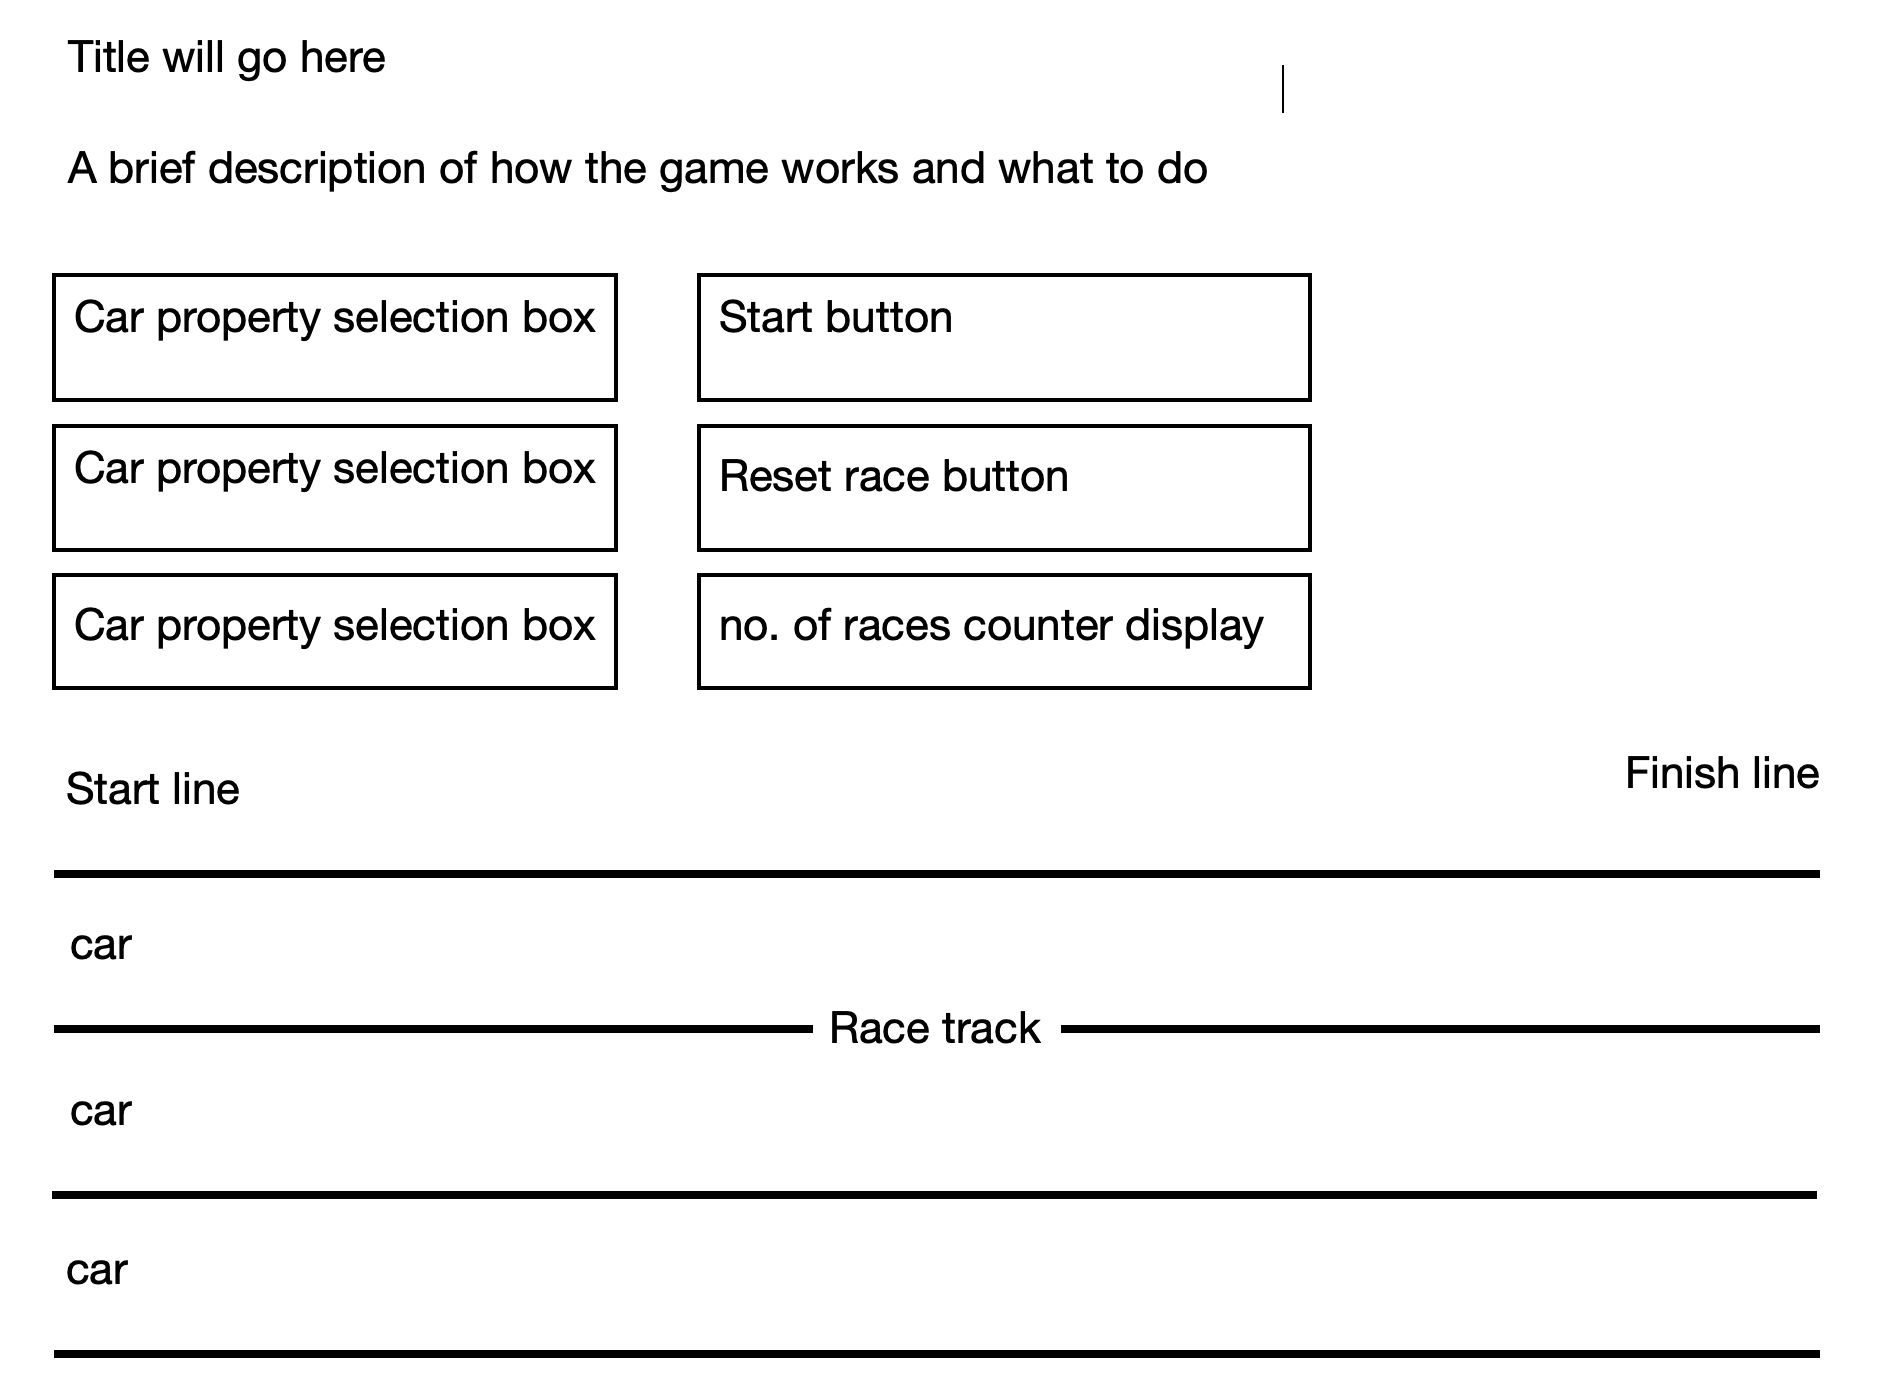 Title will go here
A brief description of how the game works and what to do
Car property selection box
Start button
Car property selection box
Reset race button
Car property selection box
no. of races counter display
Start line
Finish line
car
Race track
car
car